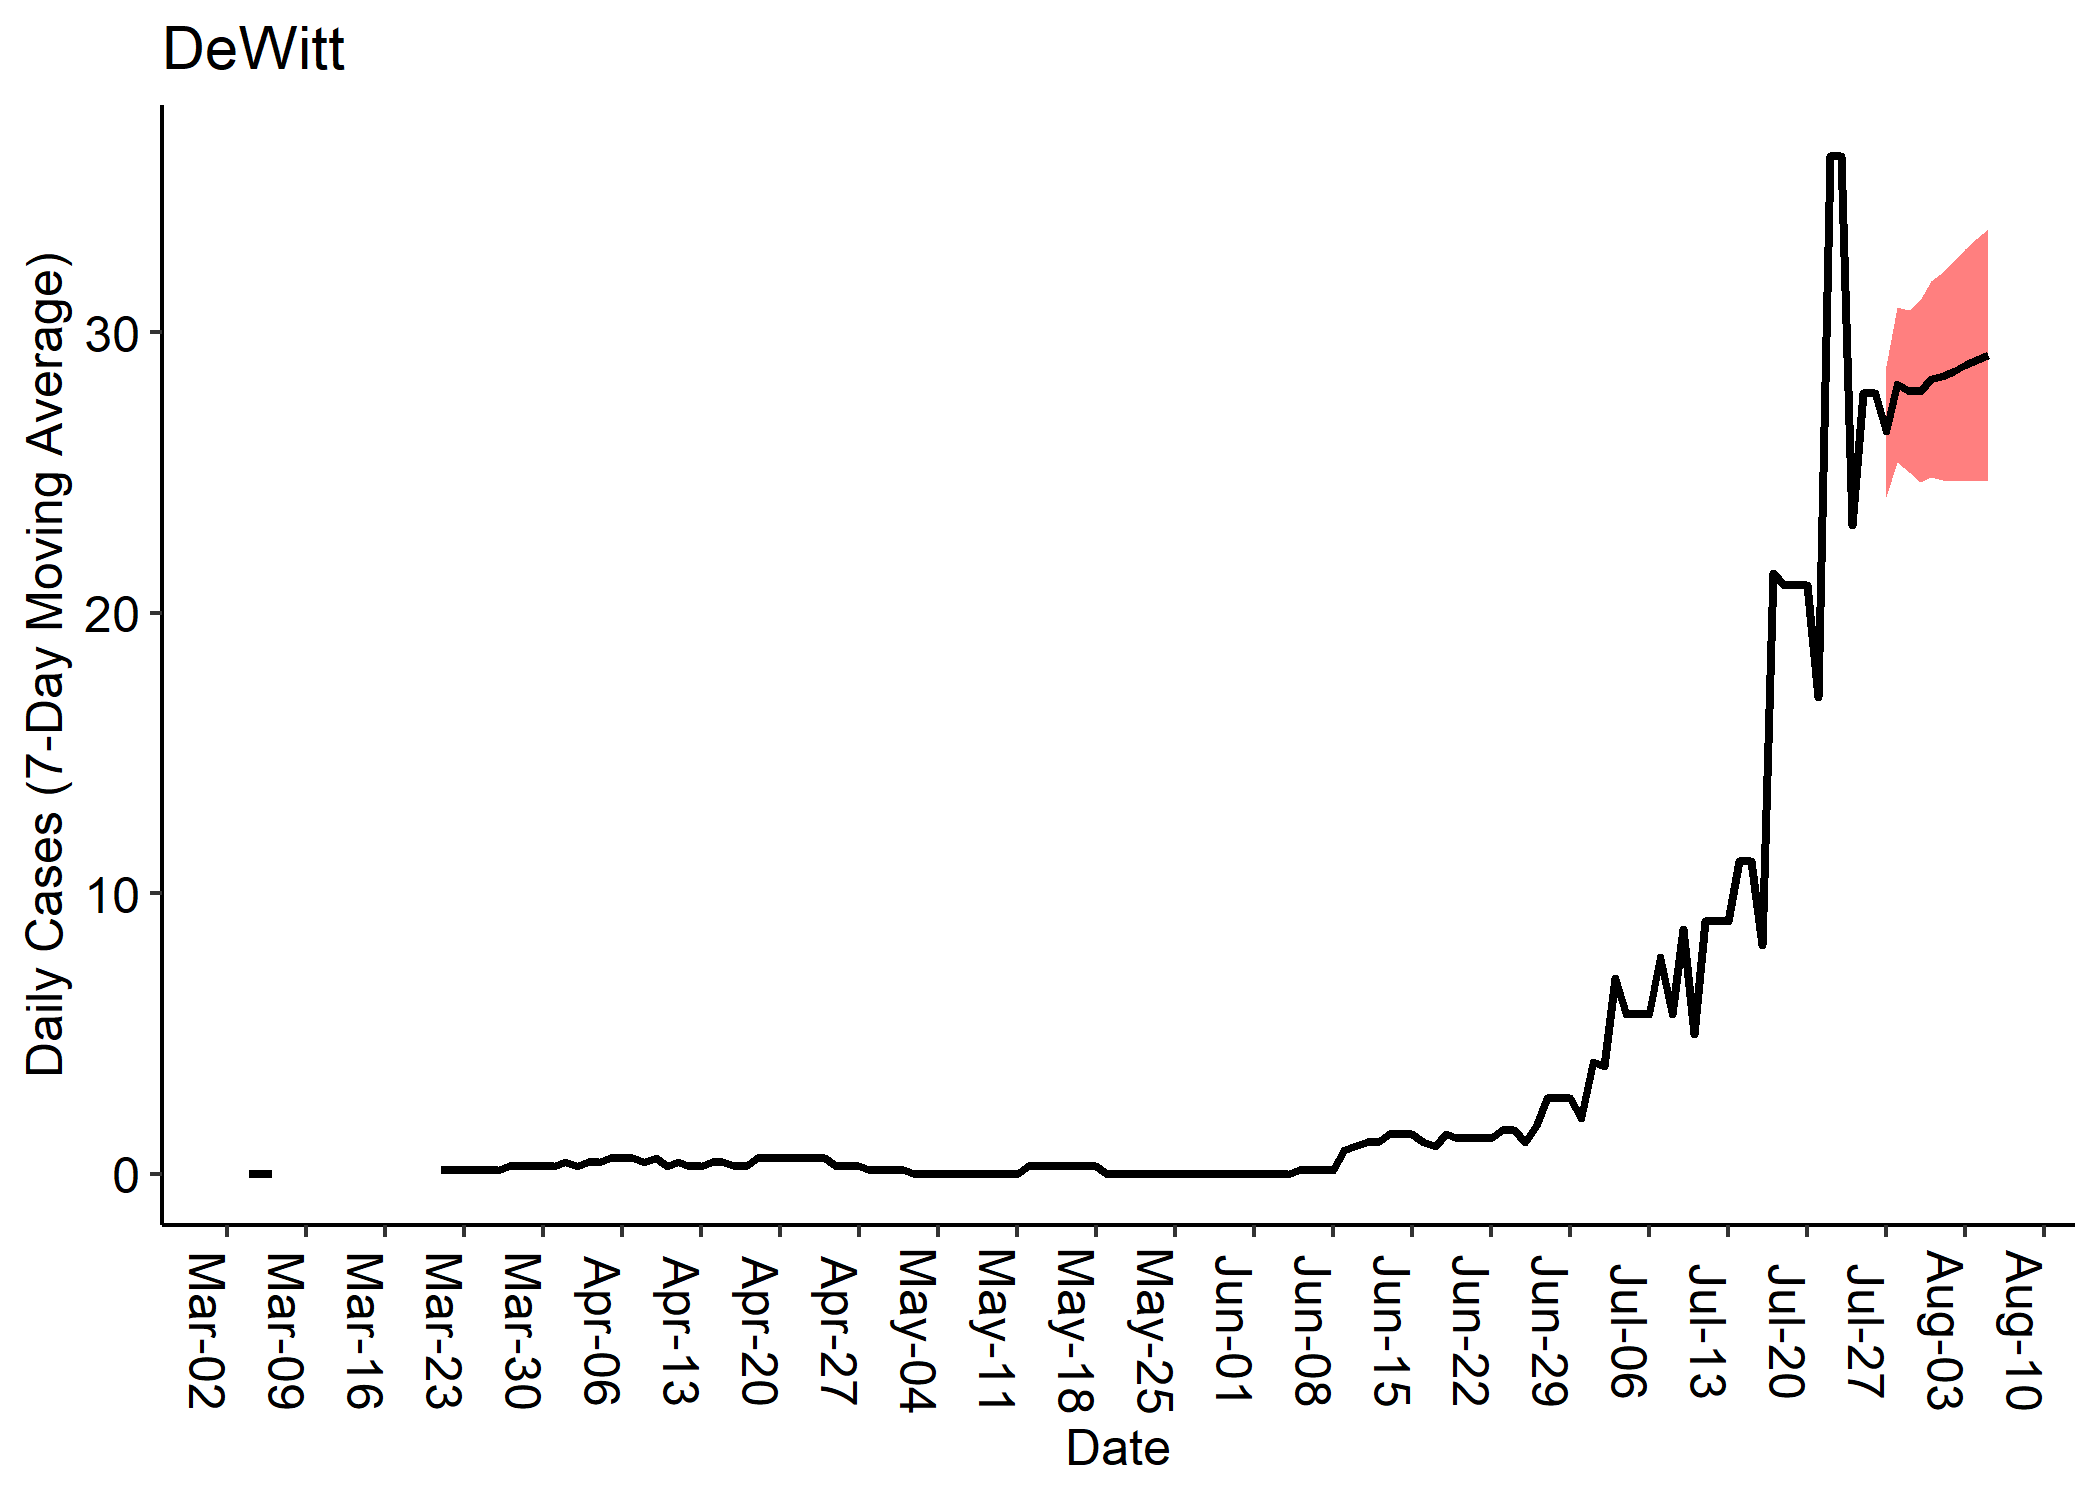 DeWitt
Daily Cases (7-Day Moving Average)
30
20
10
0
Mar-02
Mar-09
Mar-16
Mar-23
Mar-30
Apr-06
Apr-13
Apr-20
Apr-27
May-04
May-11
May-18
May-25
Jun-01
Jun-08
Jun-15
Jun-22
Jun-29
Jul-06
Jul-13
Jul-20
Jul-27
Aug-03
Aug-10
Date